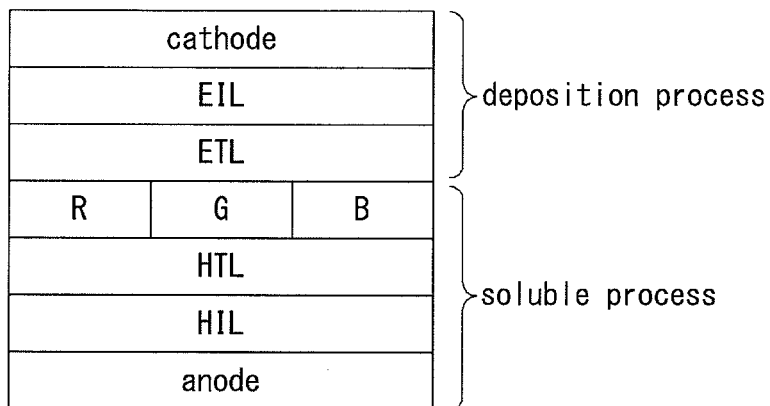 cathode
EIL
deposition process
ETL
R G B
HTL
soluble process
HIL
anode